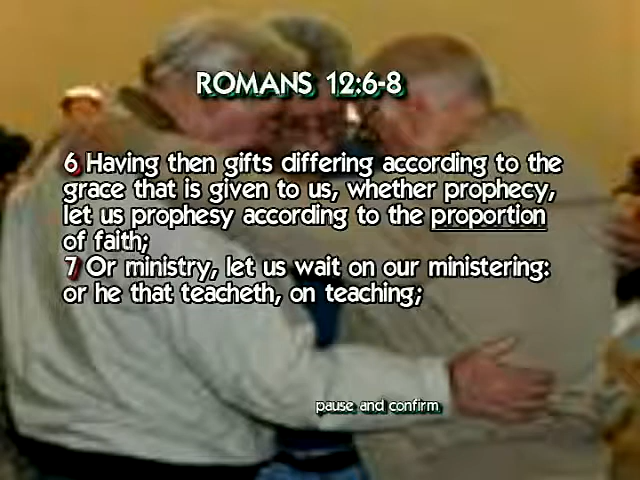 ROMANS 12:6-8
6 Having then gifts differing according to the
grace that is given to us, whether prophecy,
let us prophesy according to the proportion
of faith;
7 Or ministry, let us wait on our ministering:
or he that teacheth, on teaching;
pause and confirm